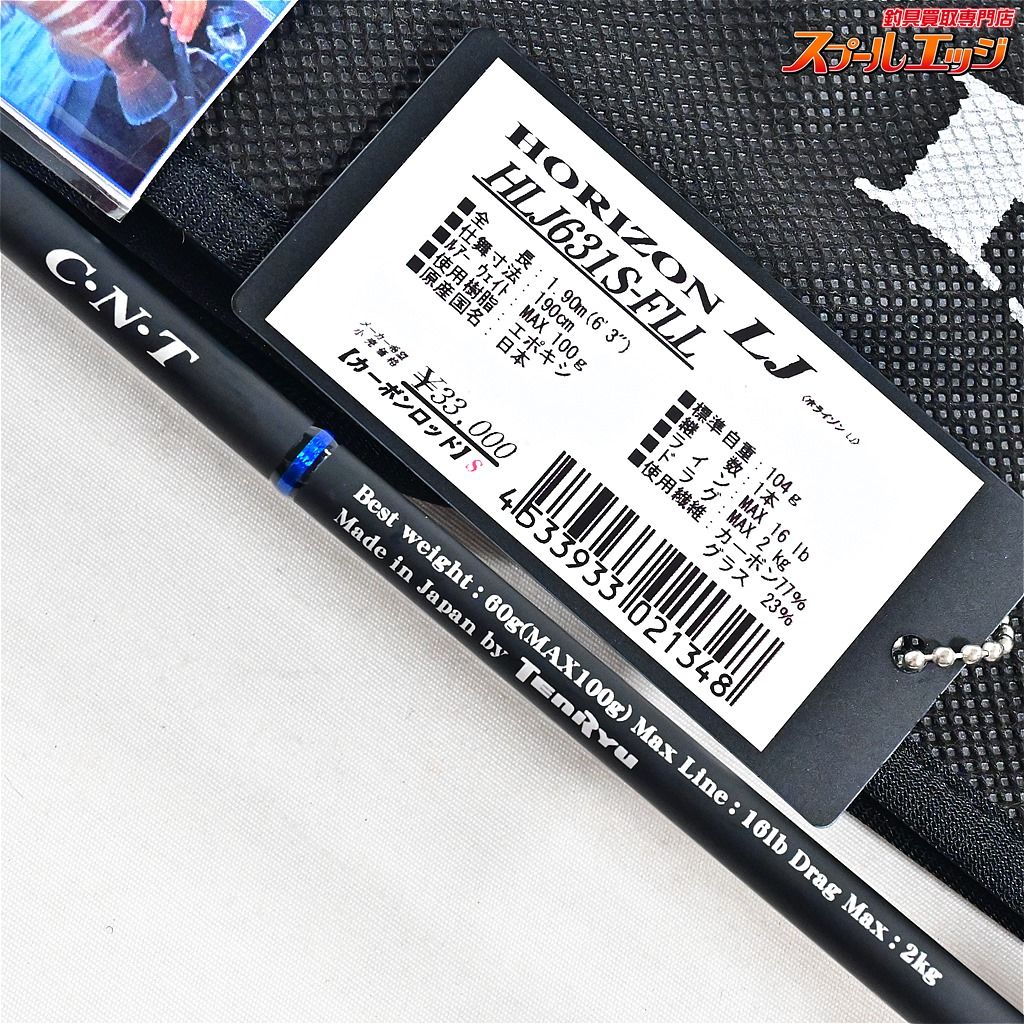 釣具買取専門店
スプールエッジ
HORIZON LJ
(ホライゾン LJ)
HLJ631S-FLL
■全長：1.90m(6'3")
■仕舞寸法：190cm
■ルアーウェイト：MAX 100g
■使用樹脂：エポキシ
■原産国名：日本
■標準自重：104g
■継数：1本
■ライン：MAX 16 lb
■ドラグ：MAX 2 kg
■使用繊維：カーボン77%
グラス 23%
メーカー希望
小売価格
¥33,000
【カーボンロッド】S
4533933021348
C・N・T
Best weight : 60g(MAX100g) Max Line : 16lb Drag Max : 2kg
Made in Japan by TenRyu